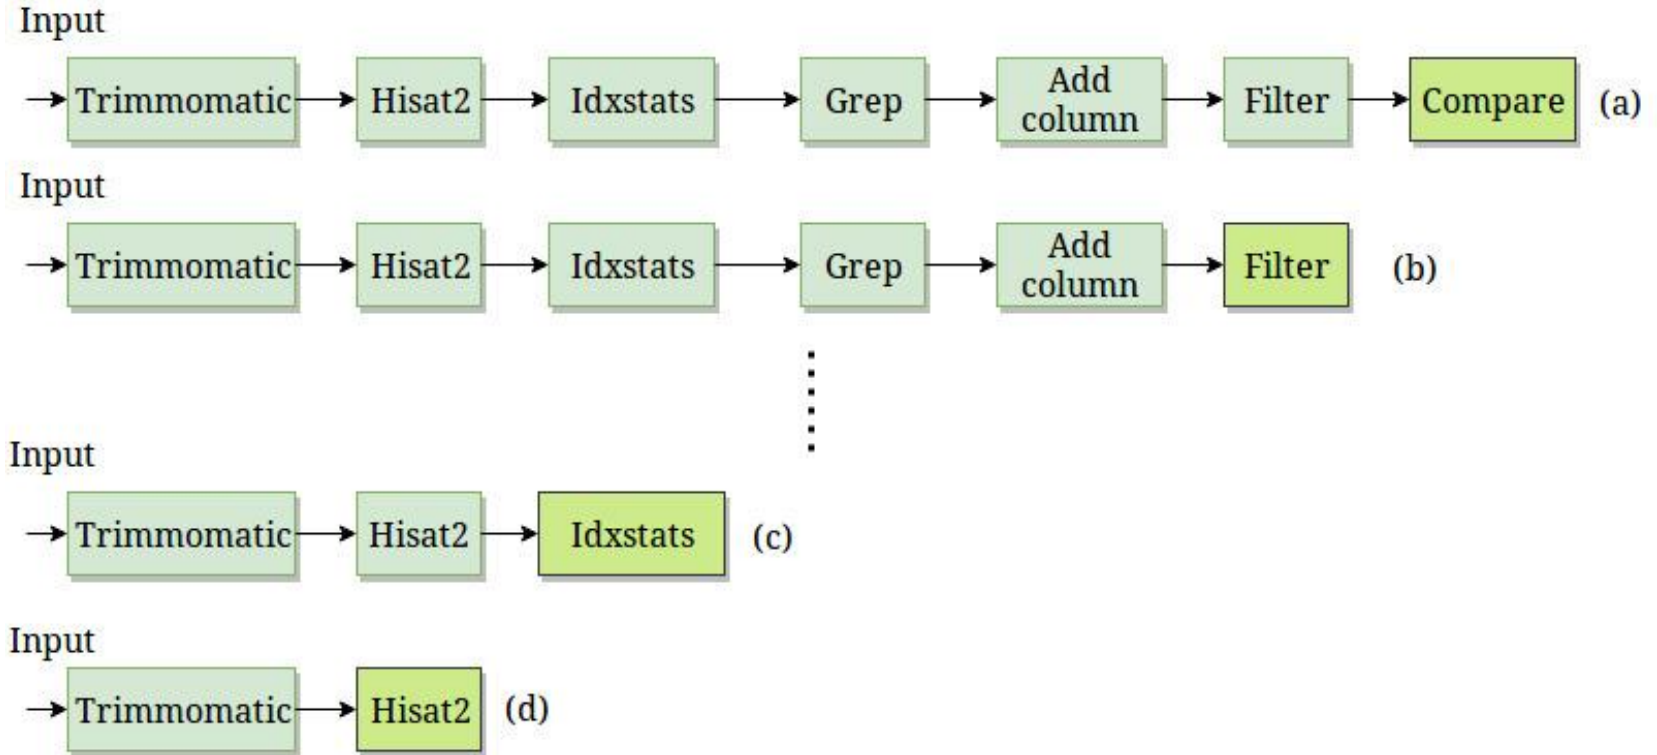 Input
Trimmomatic Hisat2 Idxstats Grep Add column Filter Compare (a)
Input
Trimmomatic Hisat2 Idxstats Grep Add column Filter (b)
Input
Trimmomatic Hisat2 Idxstats (c)
Input
Trimmomatic Hisat2 (d)